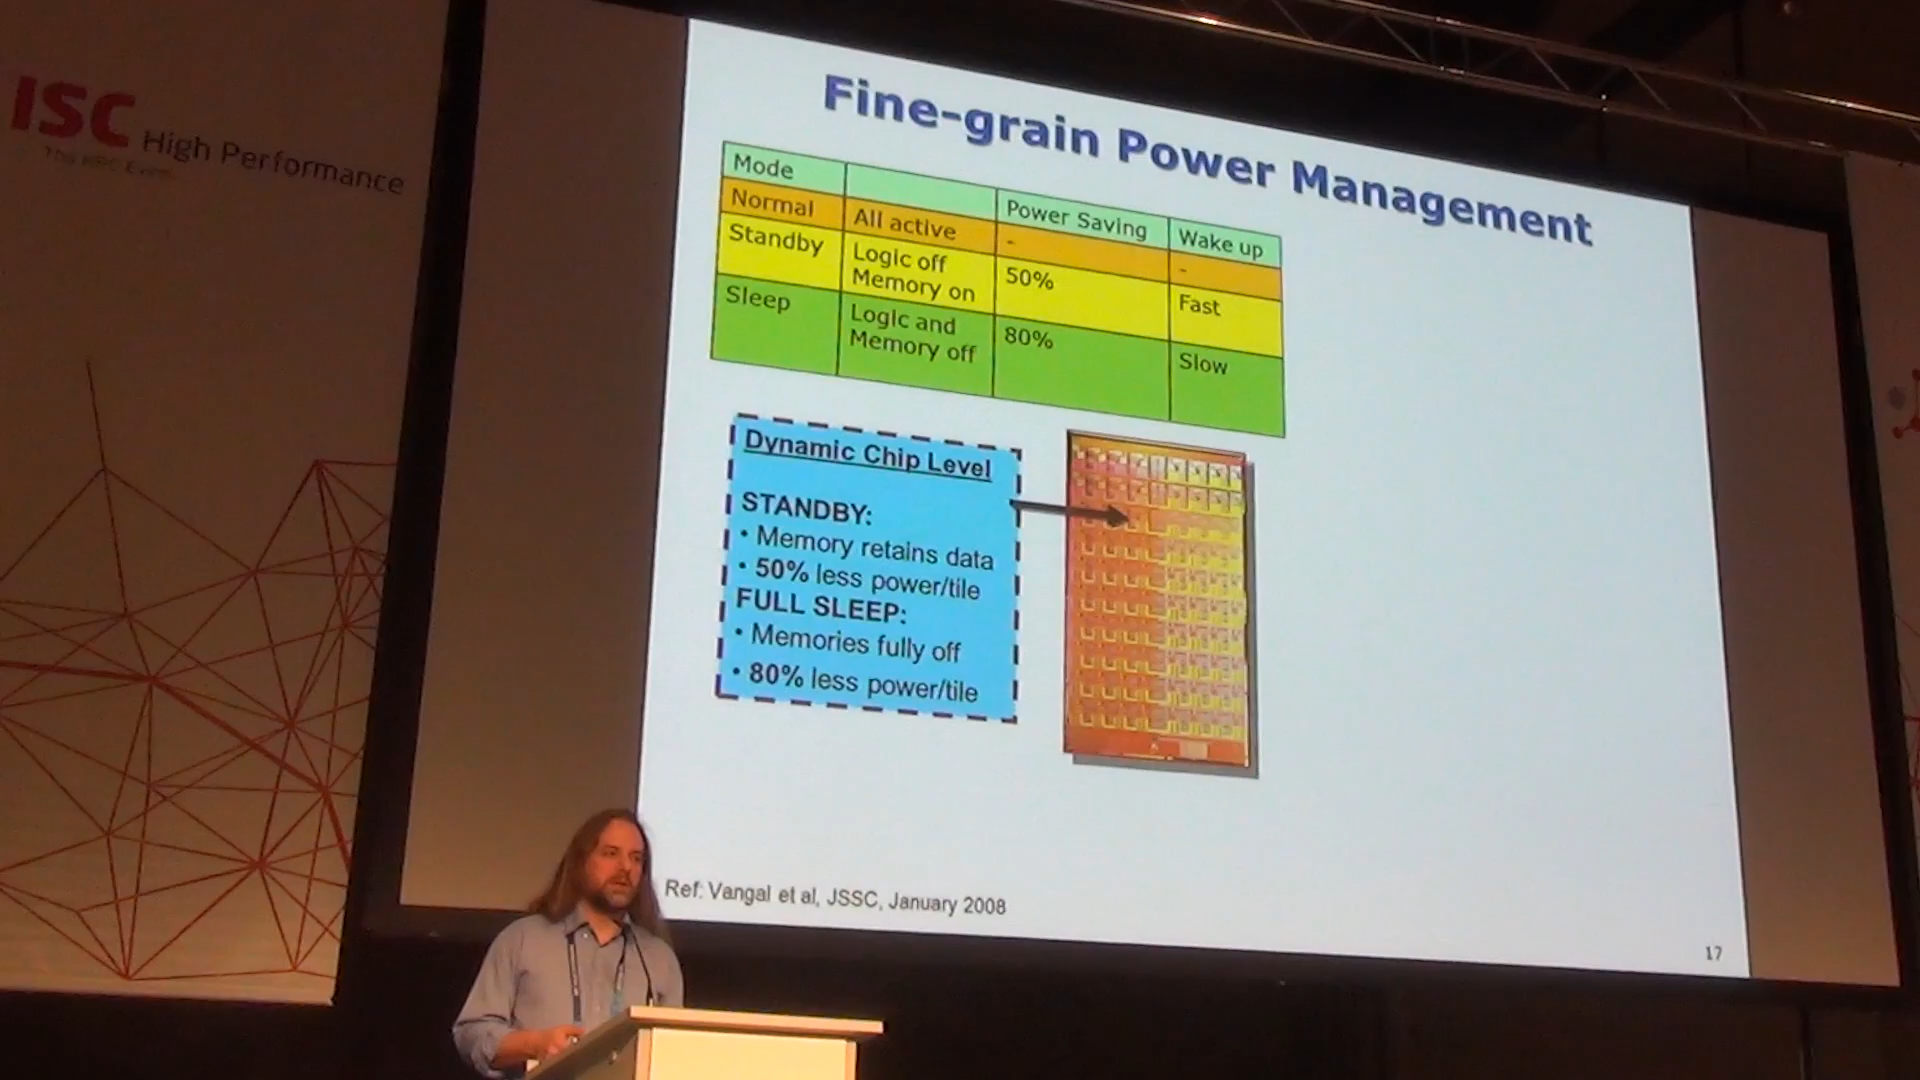 ISC High Performance
The HPC Event
Fine-grain Power Management
Mode Power Saving Wake up
Normal All active - -
Standby Logic off 50% Fast
Memory on
Sleep Logic and 80% Slow
Memory off
Dynamic Chip Level
STANDBY:
• Memory retains data
• 50% less power/tile
FULL SLEEP:
• Memories fully off
• 80% less power/tile
Ref: Vangal et al, JSSC, January 2008
17